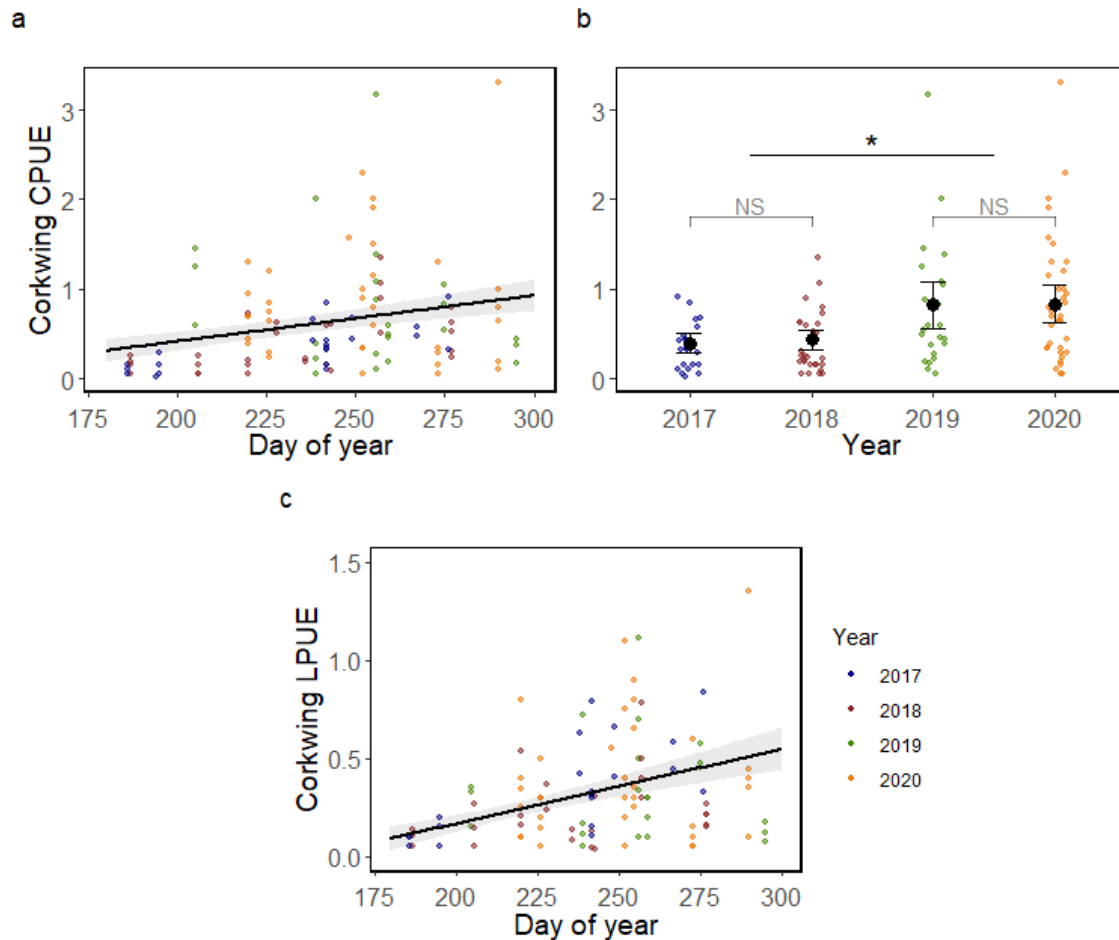 a
b
Corkwing CPUE
3
2
1
0
175 200 225 250 275 300
Day of year
3
2
1
0
*
NS
NS
2017 2018 2019 2020
Year
c
Corkwing LPUE
1.5
1.0
0.5
0.0
175 200 225 250 275 300
Day of year
Year
2017
2018
2019
2020